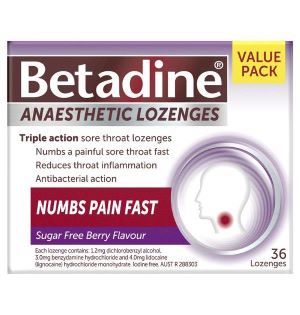 Betadine®
VALUE
PACK
ANAESTHETIC LOZENGES
Triple action sore throat lozenges
Numbs a painful sore throat fast
Reduces throat inflammation
Antibacterial action
NUMBS PAIN FAST
Sugar Free Berry Flavour
Each lozenge contains: 1.2mg dichlorobenzyl alcohol,
3.0mg benzydamine hydrochloride and 4.0mg lidocaine
(lignocaine) hydrochloride monohydrate. Iodine free. AUST R 288303
36
Lozenges